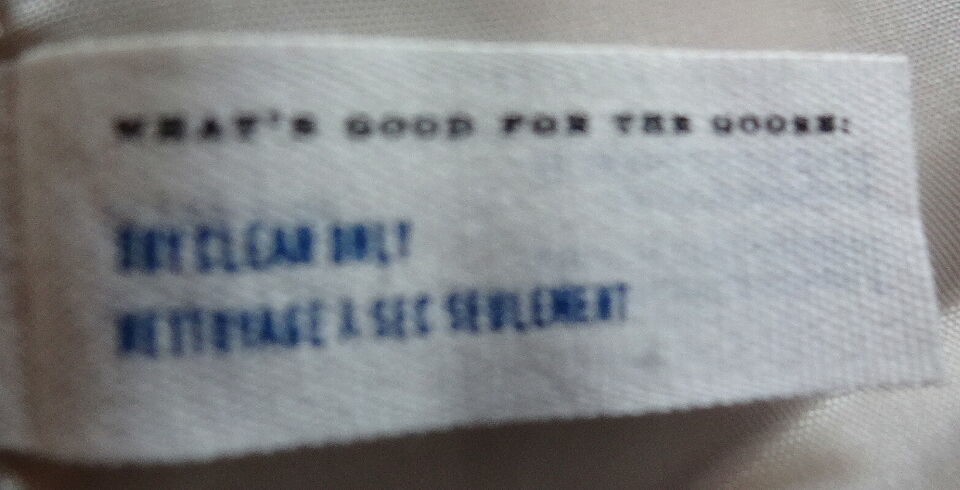 WHAT'S GOOD FOR THE GOOSE:
DRY CLEAN ONLY
NETTOYAGE À SEC SEULEMENT